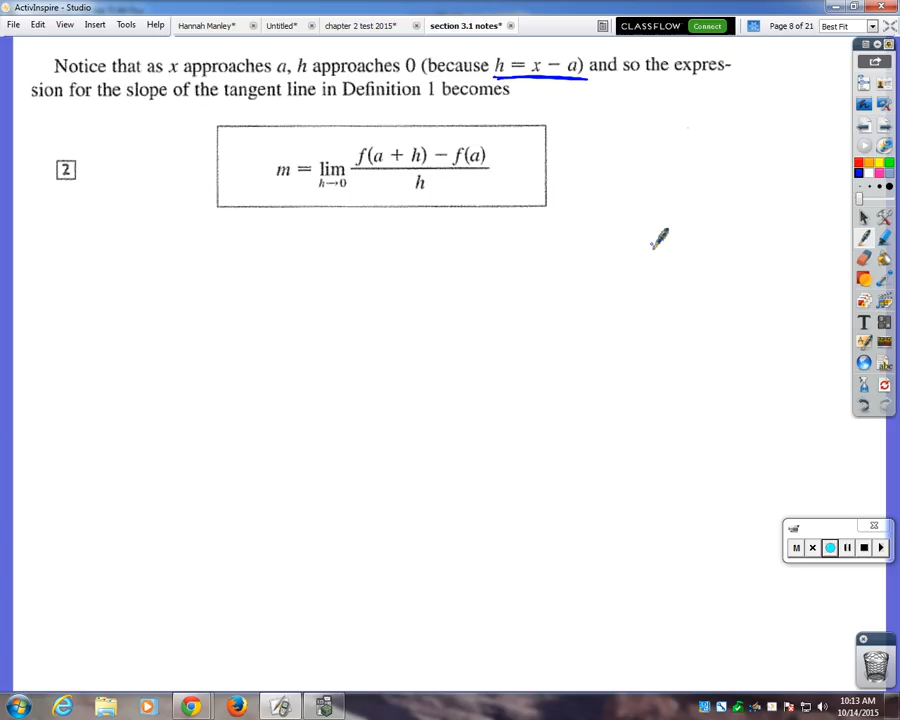 ActivInspire - Studio
File Edit View Insert Tools Help Hannah Manley* Untitled* chapter 2 test 2015* section 3.1 notes* CLASSFLOW Connect Page 8 of 21 Best Fit
Notice that as x approaches a, h approaches 0 (because h = x − a) and so the expres-
sion for the slope of the tangent line in Definition 1 becomes
2
m = lim h→0 f(a + h) − f(a) / h
10:13 AM
10/14/2015